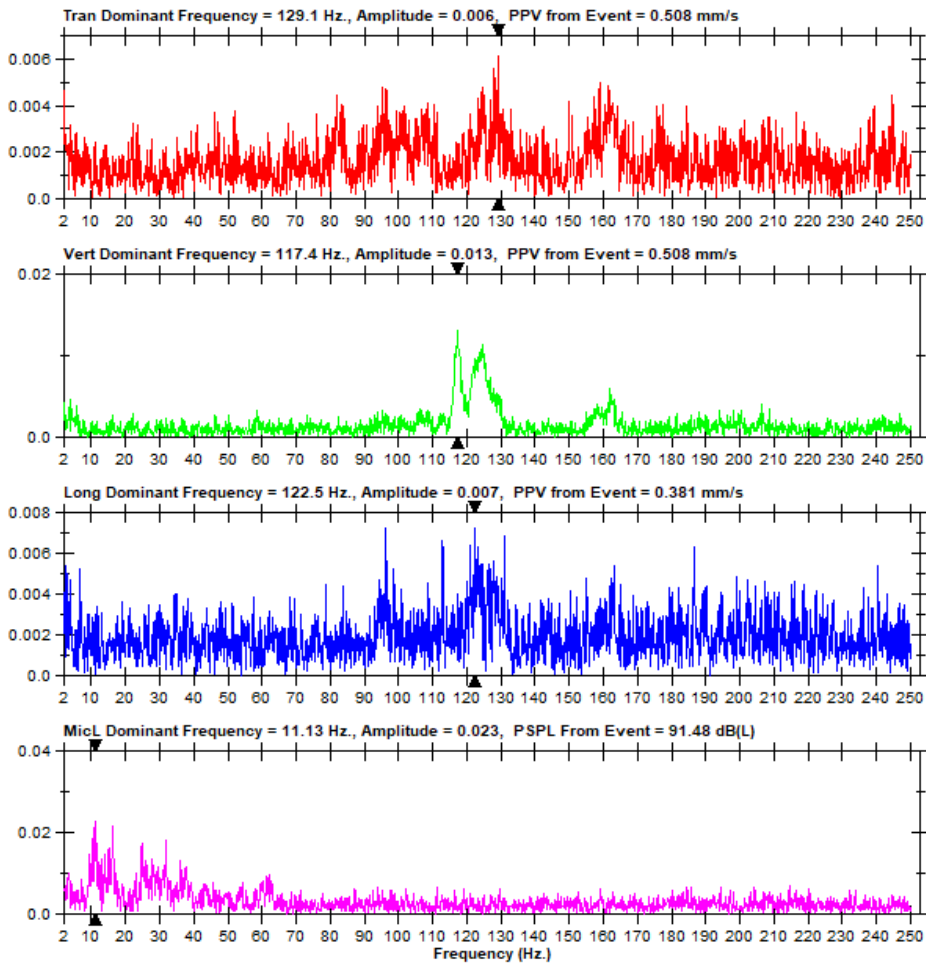 Tran Dominant Frequency = 129.1 Hz., Amplitude = 0.006, PPV from Event = 0.508 mm/s
0.006
0.004
0.002
0.0
2 10 20 30 40 50 60 70 80 90 100 110 120 130 140 150 160 170 180 190 200 210 220 230 240 250
Vert Dominant Frequency = 117.4 Hz., Amplitude = 0.013, PPV from Event = 0.508 mm/s
0.02
0.0
2 10 20 30 40 50 60 70 80 90 100 110 120 130 140 150 160 170 180 190 200 210 220 230 240 250
Long Dominant Frequency = 122.5 Hz., Amplitude = 0.007, PPV from Event = 0.381 mm/s
0.008
0.006
0.004
0.002
0.0
2 10 20 30 40 50 60 70 80 90 100 110 120 130 140 150 160 170 180 190 200 210 220 230 240 250
MicL Dominant Frequency = 11.13 Hz., Amplitude = 0.023, PSPL From Event = 91.48 dB(L)
0.04
0.02
0.0
2 10 20 30 40 50 60 70 80 90 100 110 120 130 140 150 160 170 180 190 200 210 220 230 240 250
Frequency (Hz.)